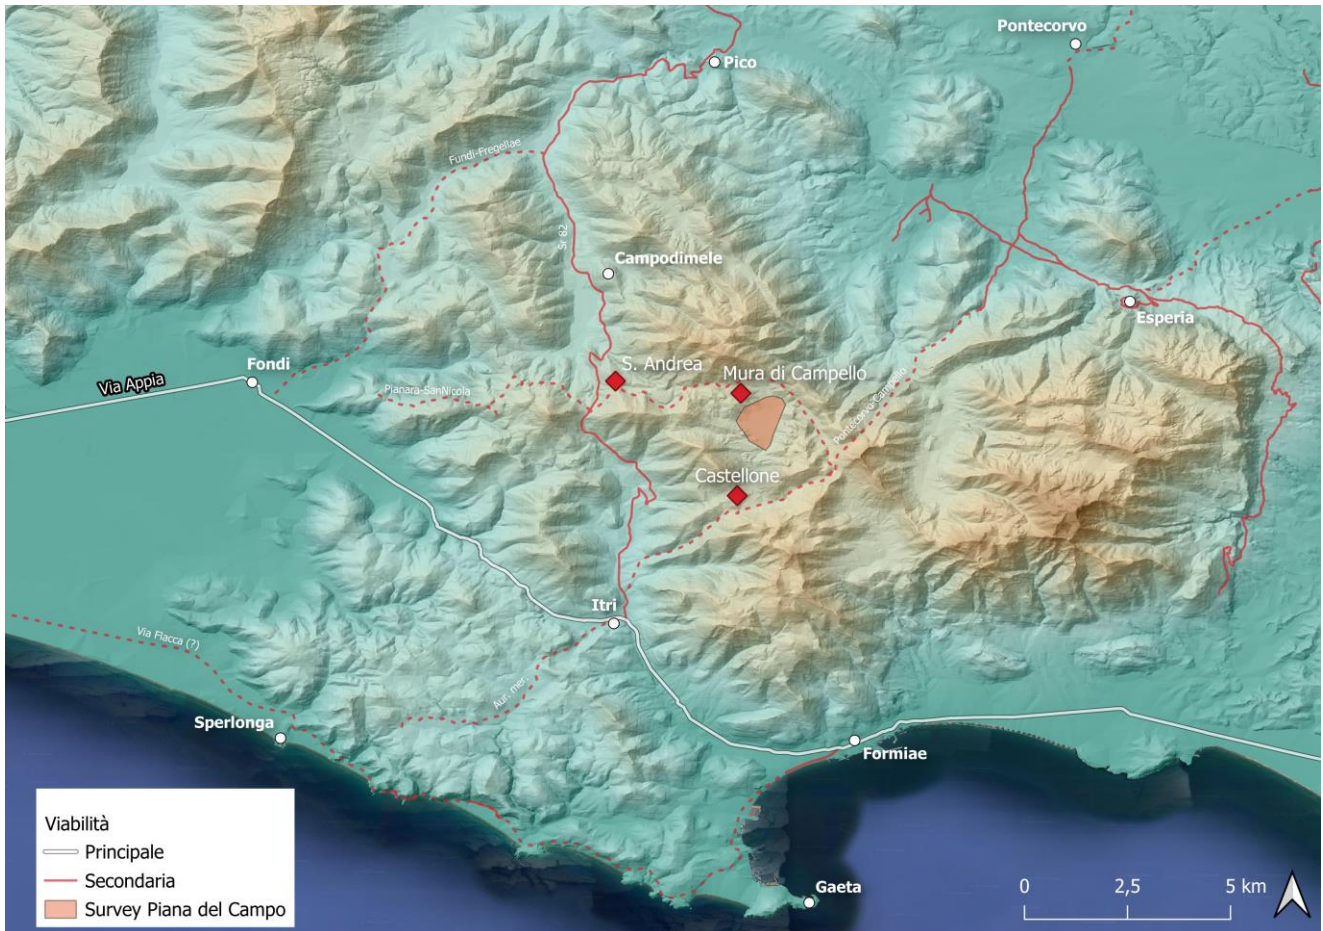 Pontecorvo
Pico
Fundi-Fregellae
Sr 82
Campodimele
Esperia
Fondi
Via Appia
S. Andrea
Mura di Campello
Pianara-SanNicola
Pontecorvo-Campello
Castellone
Itri
Via Flacca (?)
Aur. mer.
Sperlonga
Formiae
Gaeta
Viabilità
Principale
Secondaria
Survey Piana del Campo
0 2,5 5 km